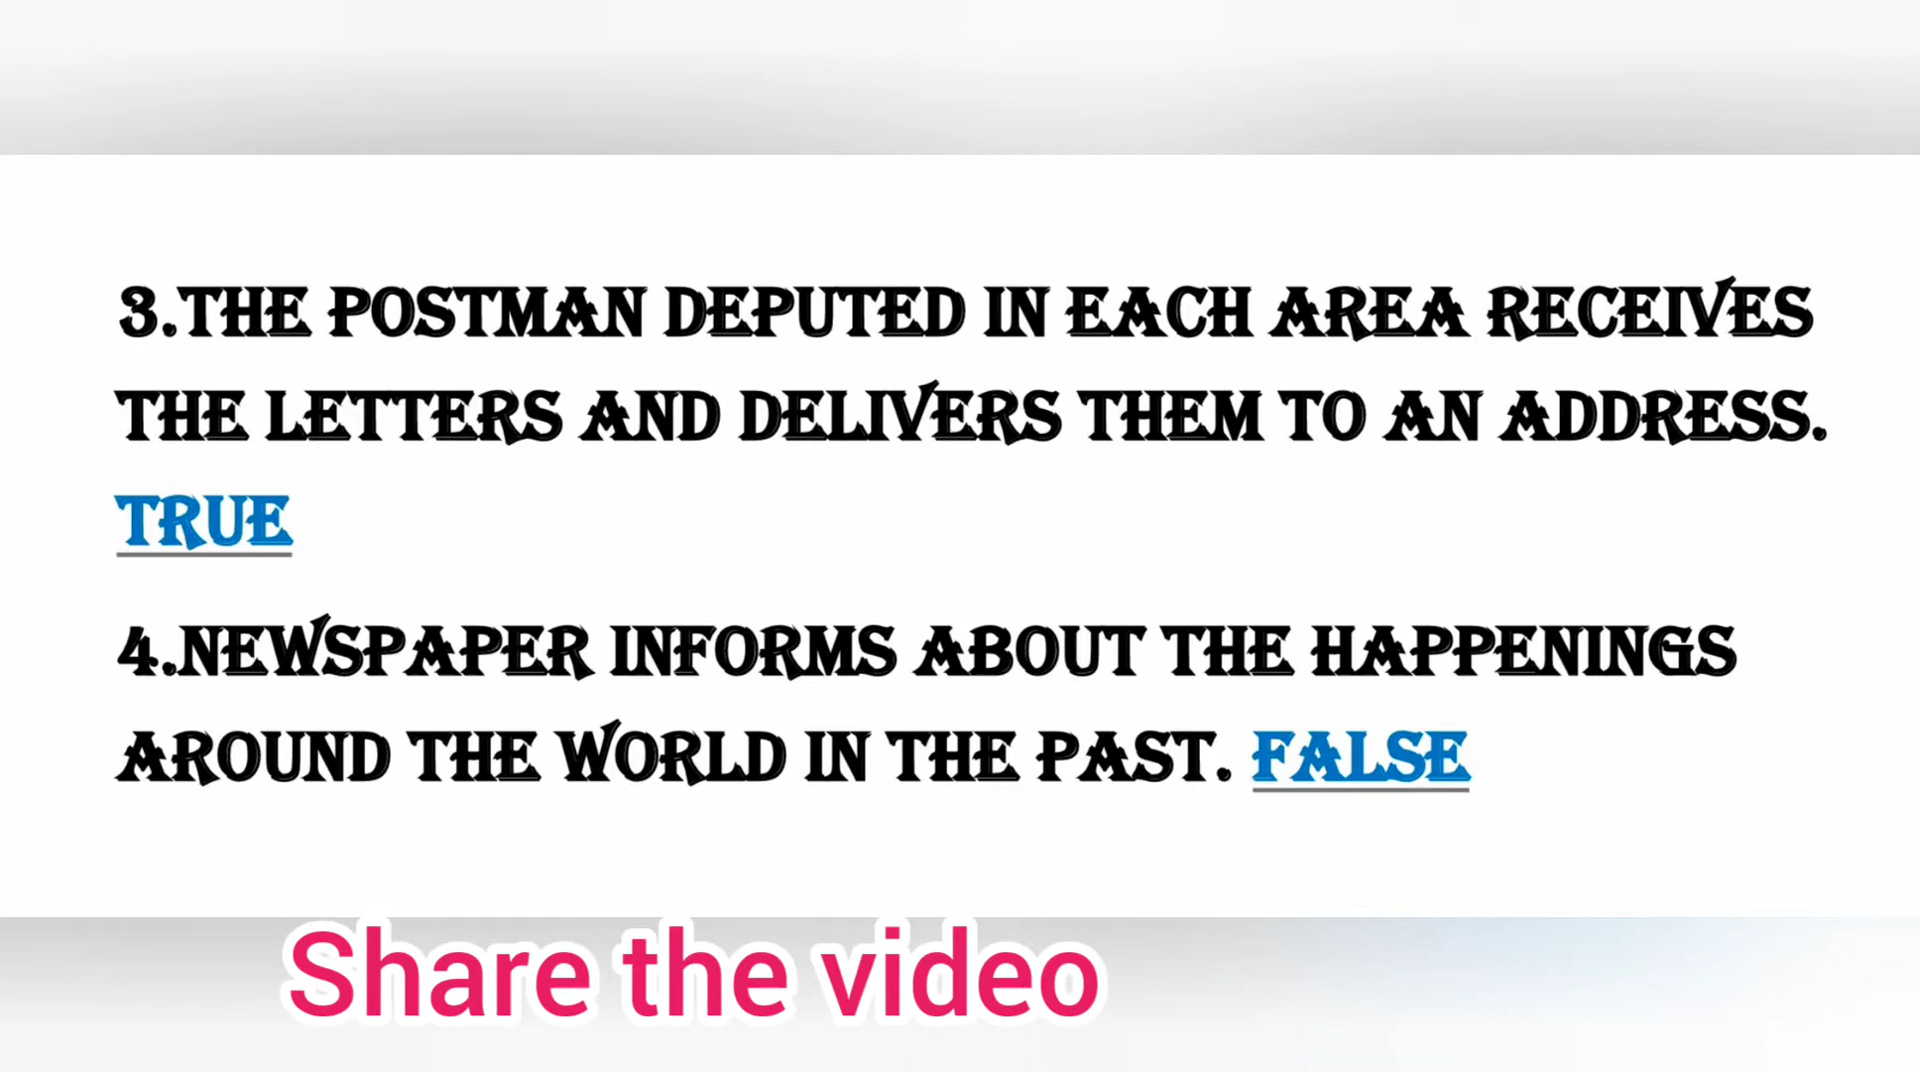 3.THE POSTMAN DEPUTED IN EACH AREA RECEIVES
THE LETTERS AND DELIVERS THEM TO AN ADDRESS.
TRUE
4.NEWSPAPER INFORMS ABOUT THE HAPPENINGS
AROUND THE WORLD IN THE PAST. FALSE
Share the video